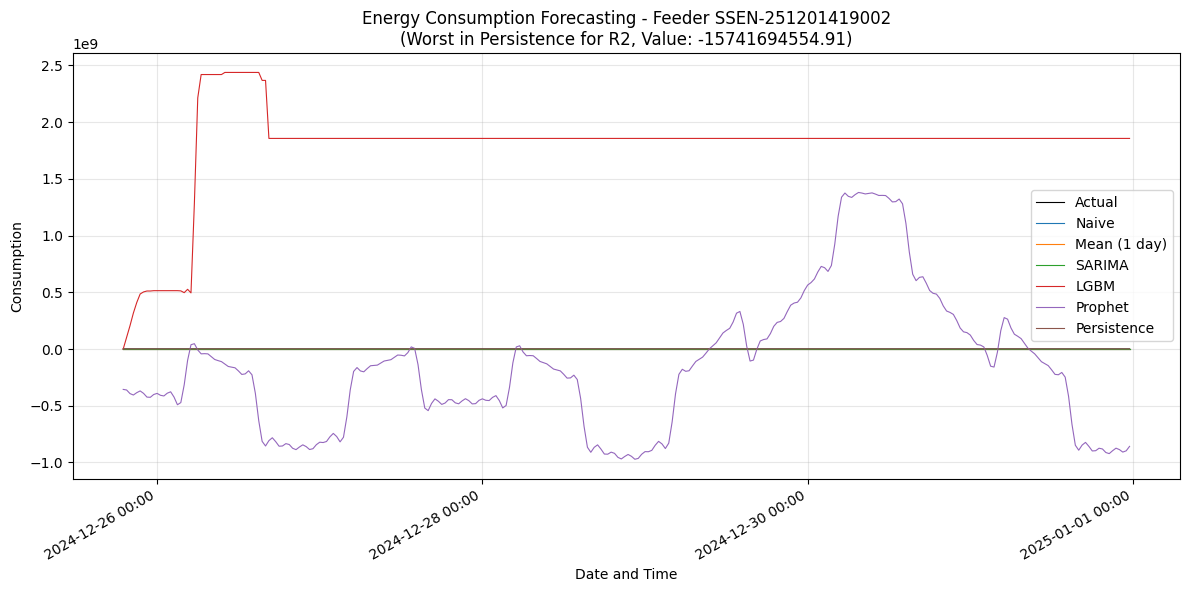 Energy Consumption Forecasting - Feeder SSEN-251201419002
(Worst in Persistence for R2, Value: -15741694554.91)
1e9
2.5
2.0
1.5
1.0
0.5
0.0
−0.5
−1.0
Consumption
Actual
Naive
Mean (1 day)
SARIMA
LGBM
Prophet
Persistence
2024-12-26 00:00
2024-12-28 00:00
2024-12-30 00:00
2025-01-01 00:00
Date and Time